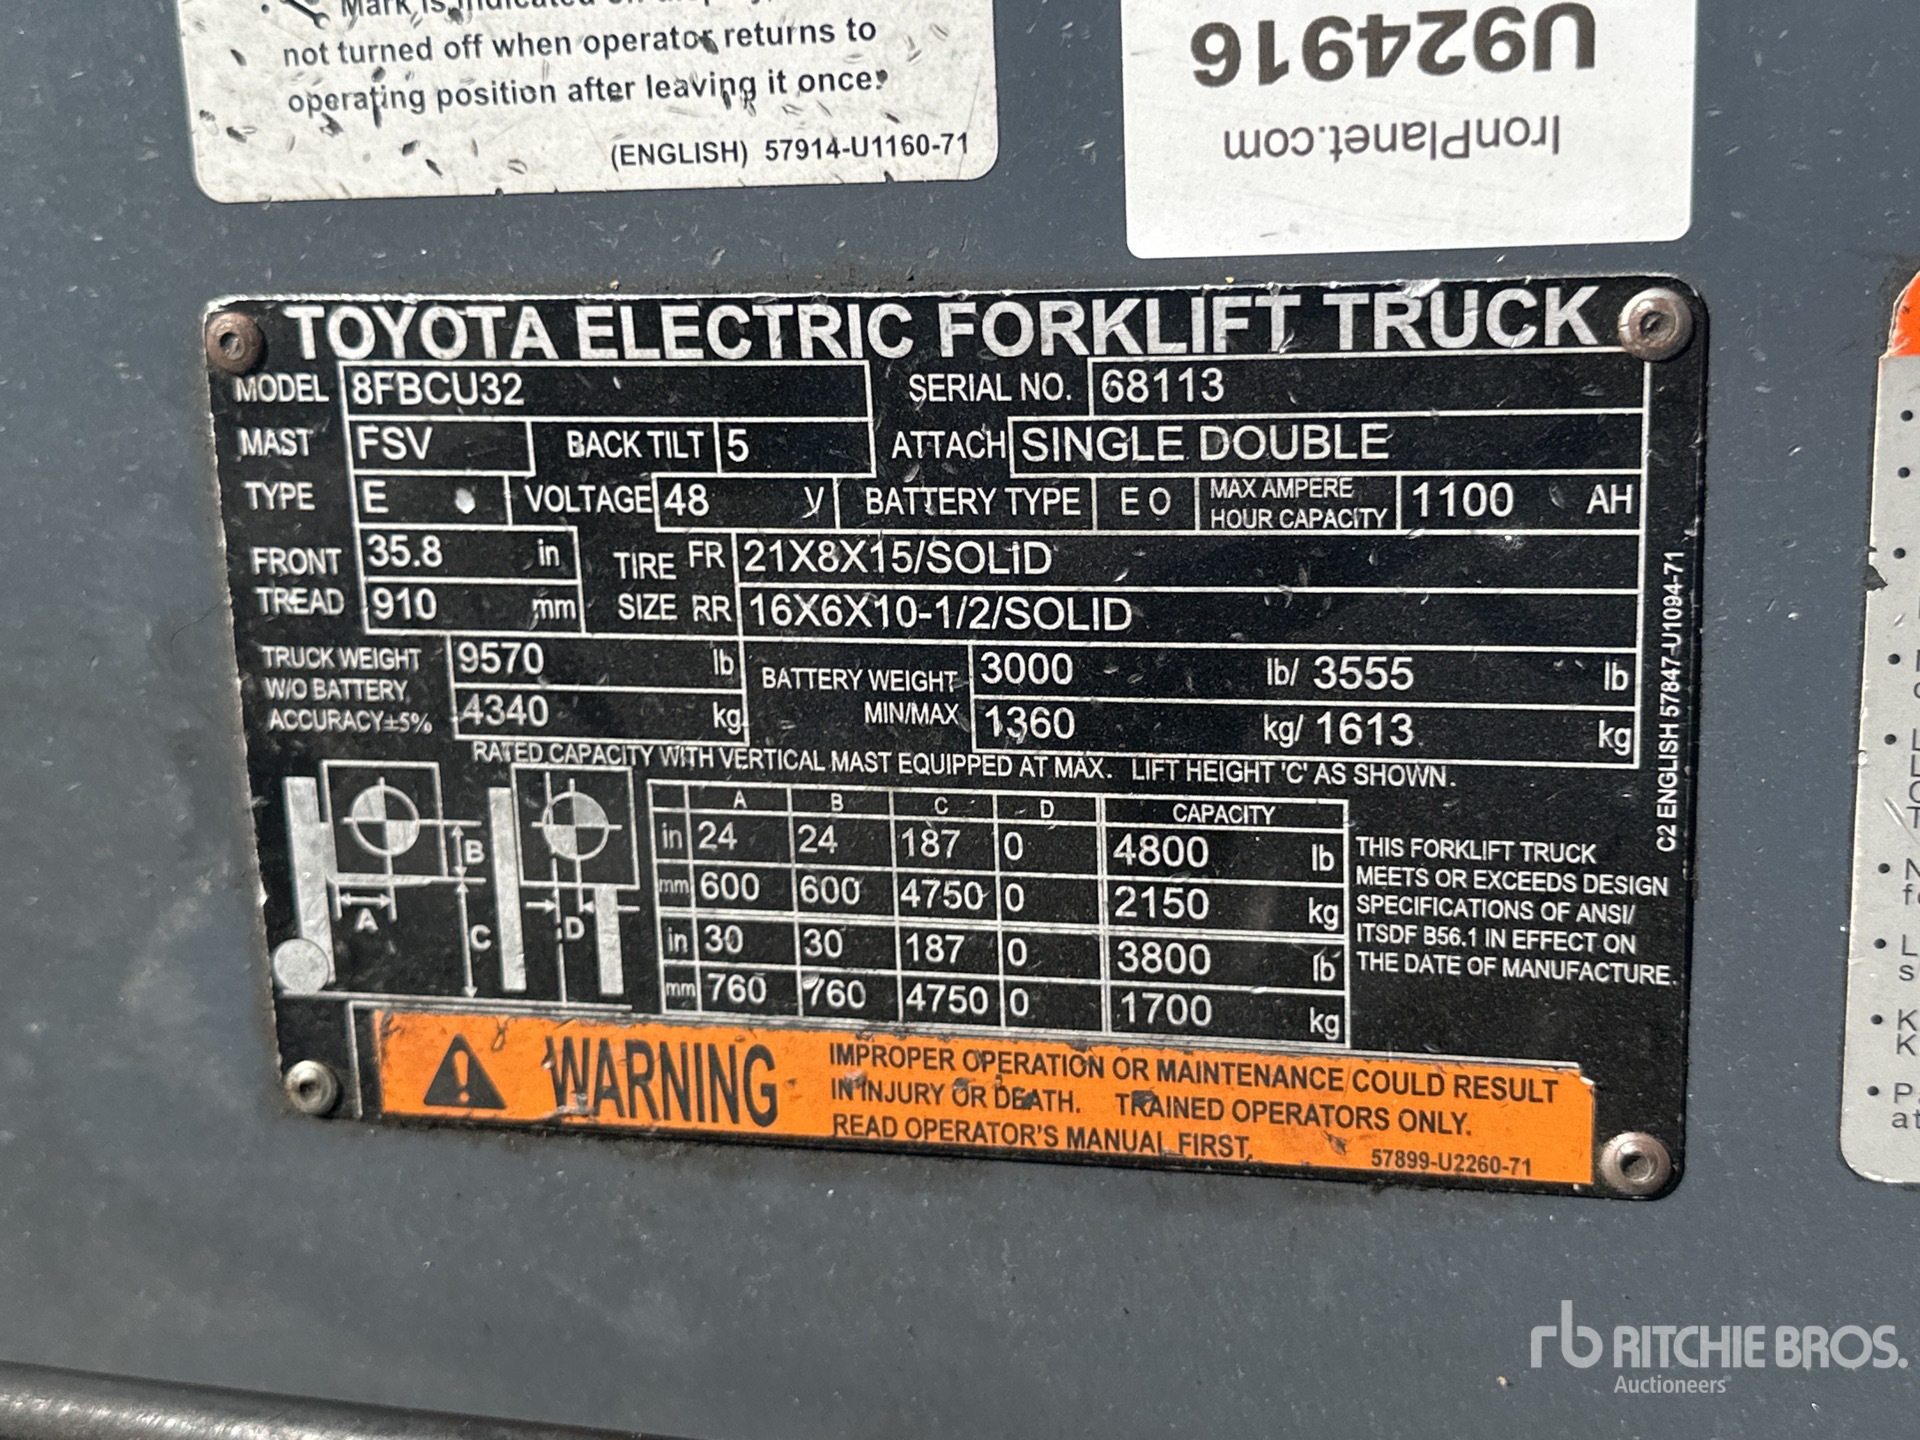 Mark is indicated
not turned off when operator returns to
operating position after leaving it once.
(ENGLISH) 57914-U1160-71
U924916
IronPlanet.com
TOYOTA ELECTRIC FORKLIFT TRUCK
MODEL 8FBCU32 SERIAL NO. 68113
MAST FSV BACK TILT 5 ATTACH SINGLE DOUBLE
TYPE E VOLTAGE 48 V BATTERY TYPE E O MAX AMPERE HOUR CAPACITY 1100 AH
FRONT TREAD 35.8 in TIRE SIZE FR 21X8X15/SOLID
910 mm RR 16X6X10-1/2/SOLID
TRUCK WEIGHT W/O BATTERY, ACCURACY±5% 9570 lb BATTERY WEIGHT MIN/MAX 3000 lb/ 3555 lb
4340 kg 1360 kg/ 1613 kg
RATED CAPACITY WITH VERTICAL MAST EQUIPPED AT MAX. LIFT HEIGHT 'C' AS SHOWN.
A B C D
A B C D CAPACITY
in 24 24 187 0 4800 lb
mm 600 600 4750 0 2150 kg
in 30 30 187 0 3800 lb
mm 760 760 4750 0 1700 kg
THIS FORKLIFT TRUCK
MEETS OR EXCEEDS DESIGN
SPECIFICATIONS OF ANSI/
ITSDF B56.1 IN EFFECT ON
THE DATE OF MANUFACTURE.
C2 ENGLISH 57847-U1094-71
WARNING
IMPROPER OPERATION OR MAINTENANCE COULD RESULT
IN INJURY OR DEATH. TRAINED OPERATORS ONLY.
READ OPERATOR'S MANUAL FIRST.
57899-U2260-71
rb RITCHIE BROS.
Auctioneers